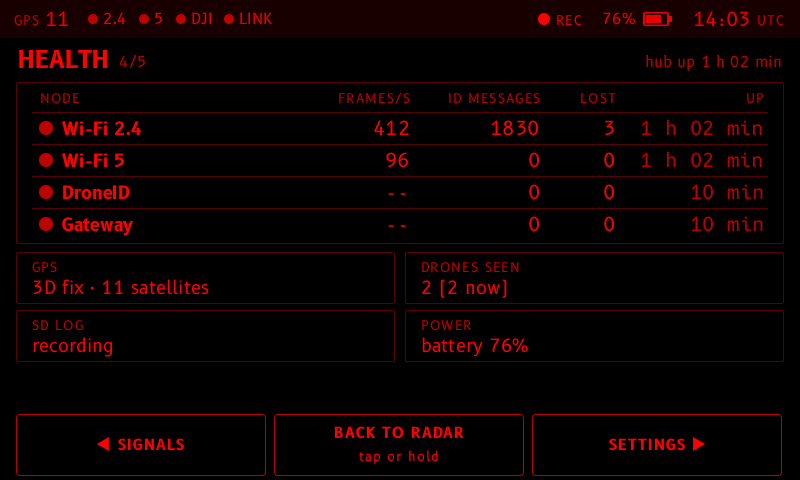 GPS 11 2.4 5 DJI LINK REC 76% 14:03 UTC
HEALTH 4/5 hub up 1 h 02 min
NODE FRAMES/S ID MESSAGES LOST UP
Wi-Fi 2.4 412 1830 3 1 h 02 min
Wi-Fi 5 96 0 0 1 h 02 min
DroneID -- 0 0 10 min
Gateway -- 0 0 10 min
GPS
3D fix · 11 satellites
DRONES SEEN
2 [2 now]
SD LOG
recording
POWER
battery 76%
◀ SIGNALS
BACK TO RADAR
tap or hold
SETTINGS ▶